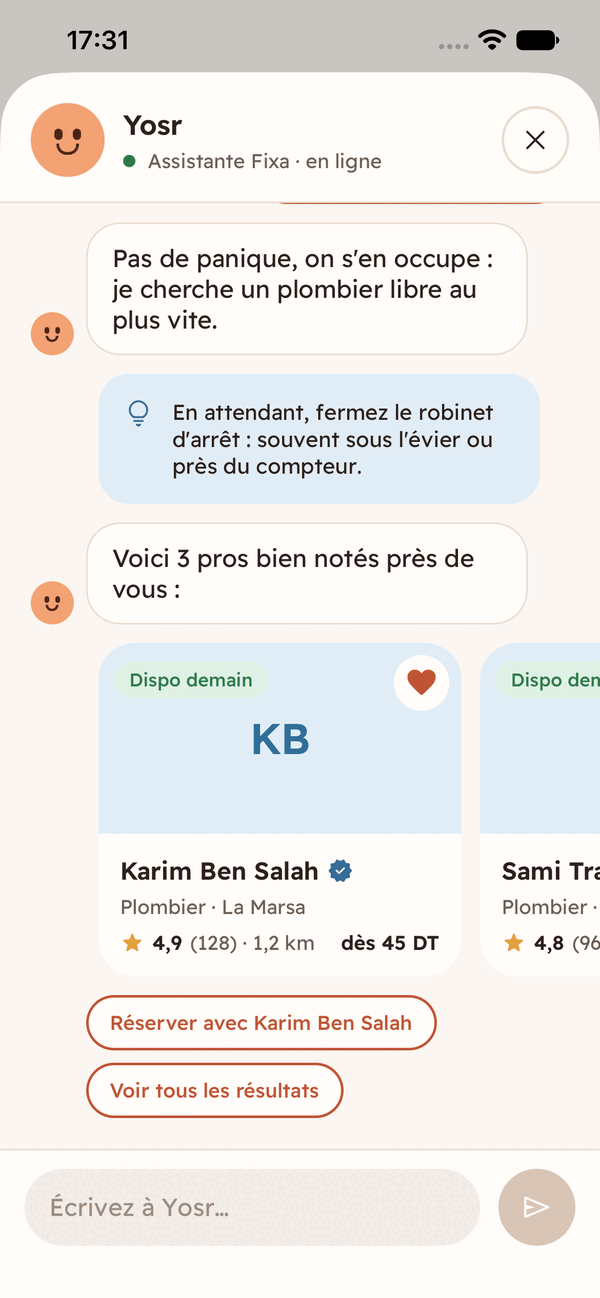 17:31
Yosr
Assistante Fixa · en ligne
Pas de panique, on s'en occupe :
je cherche un plombier libre au
plus vite.
En attendant, fermez le robinet
d'arrêt : souvent sous l'évier ou
près du compteur.
Voici 3 pros bien notés près de
vous :
Dispo demain
KB
Karim Ben Salah
Plombier · La Marsa
4,9 (128) · 1,2 km dès 45 DT
Dispo
Sami
Plombier ·
4,8 (96
Réserver avec Karim Ben Salah
Voir tous les résultats
Écrivez à Yosr…